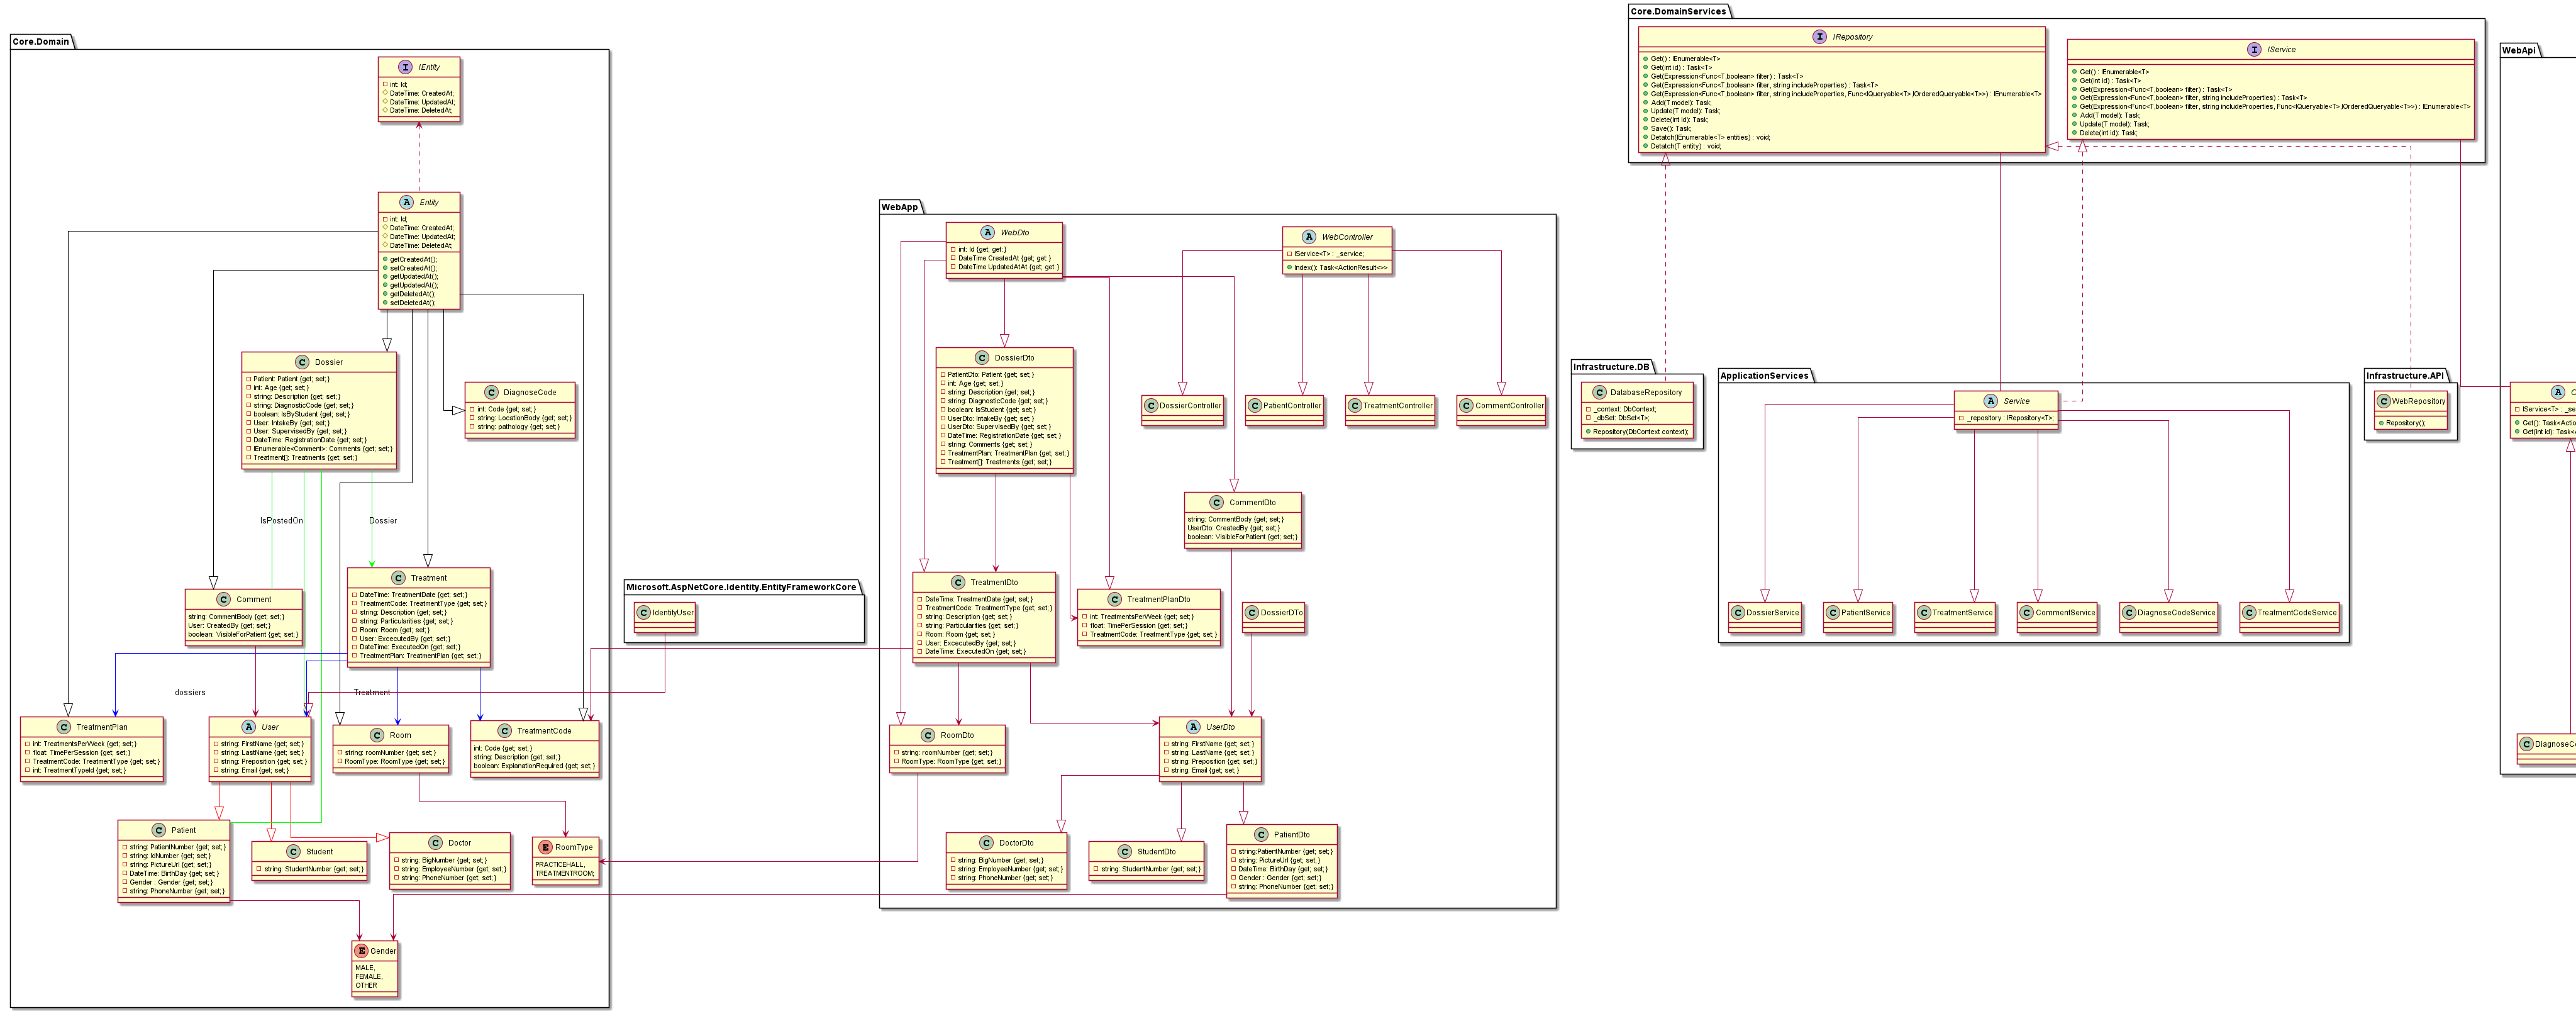 Core.Domain
IEntity
int: Id;
DateTime: CreatedAt;
DateTime: UpdatedAt;
DateTime: DeletedAt;
Entity
int: Id;
DateTime: CreatedAt;
DateTime: UpdatedAt;
DateTime: DeletedAt;
getCreatedAt();
setCreatedAt();
getUpdatedAt();
getUpdatedAt();
getDeletedAt();
setDeletedAt();
Dossier
Patient: Patient {get; set;}
int: Age {get; set;}
string: Description {get; set;}
string: DiagnosticCode {get; set;}
boolean: IsByStudent {get; set;}
User: IntakeBy {get; set;}
User: SupervisedBy {get; set;}
DateTime: RegistrationDate {get; set;}
IEnumerable<Comment>: Comments {get; set;}
Treatment[]: Treatments {get; set;}
DiagnoseCode
int: Code {get; set;}
string: LocationBody {get; set;}
string: pathology {get; set;}
IsPostedOn
Dossier
Comment
string: CommentBody {get; set;}
User: CreatedBy {get; set;}
boolean: VisibleForPatient {get; set;}
Treatment
DateTime: TreatmentDate {get; set;}
TreatmentCode: TreatmentType {get; set;}
string: Description {get; set;}
string: Particularities {get; set;}
Room: Room {get; set;}
User: ExcecutedBy {get; set;}
DateTime: ExecutedOn {get; set;}
TreatmentPlan: TreatmentPlan {get; set;}
dossiers
Treatment
TreatmentPlan
int: TreatmentsPerWeek {get; set;}
float: TimePerSession {get; set;}
TreatmentCode: TreatmentType {get; set;}
int: TreatmentTypeId {get; set;}
User
string: FirstName {get; set;}
string: LastName {get; set;}
string: Preposition {get; set;}
string: Email {get; set;}
Room
string: roomNumber {get; set;}
RoomType: RoomType {get; set;}
TreatmentCode
int: Code {get; set;}
string: Description {get; set;}
boolean: ExplanationRequired {get; set;}
Patient
string: PatientNumber {get; set;}
string: IdNumber {get; set;}
string: PictureUrl {get; set;}
DateTime: BirthDay {get; set;}
Gender : Gender {get; set;}
string: PhoneNumber {get; set;}
Student
string: StudentNumber {get; set;}
Doctor
string: BigNumber {get; set;}
string: EmployeeNumber {get; set;}
string: PhoneNumber {get; set;}
RoomType
PRACTICEHALL,
TREATMENTROOM;
Gender
MALE,
FEMALE,
OTHER
Microsoft.AspNetCore.Identity.EntityFrameworkCore
IdentityUser
WebApp
WebDto
int: Id {get; get;}
DateTime CreatedAt {get; get;}
DateTime UpdatedAtAt {get; get;}
WebController
IService<T> : _service;
Index(): Task<ActionResult<>>
DossierDto
PatientDto: Patient {get; set;}
int: Age {get; set;}
string: Description {get; set;}
string: DiagnosticCode {get; set;}
boolean: IsStudent {get; set;}
UserDto: IntakeBy {get; set;}
UserDto: SupervisedBy {get; set;}
DateTime: RegistrationDate {get; set;}
string: Comments {get; set;}
TreatmentPlan: TreatmentPlan {get; set;}
Treatment[]: Treatments {get; set;}
DossierController
PatientController
TreatmentController
CommentController
CommentDto
string: CommentBody {get; set;}
UserDto: CreatedBy {get; set;}
boolean: VisibleForPatient {get; set;}
TreatmentDto
DateTime: TreatmentDate {get; set;}
TreatmentCode: TreatmentType {get; set;}
string: Description {get; set;}
string: Particularities {get; set;}
Room: Room {get; set;}
User: ExcecutedBy {get; set;}
DateTime: ExecutedOn {get; set;}
TreatmentPlanDto
int: TreatmentsPerWeek {get; set;}
float: TimePerSession {get; set;}
TreatmentCode: TreatmentType {get; set;}
DossierDTo
RoomDto
string: roomNumber {get; set;}
RoomType: RoomType {get; set;}
UserDto
string: FirstName {get; set;}
string: LastName {get; set;}
string: Preposition {get; set;}
string: Email {get; set;}
DoctorDto
string: BigNumber {get; set;}
string: EmployeeNumber {get; set;}
string: PhoneNumber {get; set;}
StudentDto
string: StudentNumber {get; set;}
PatientDto
string:PatientNumber {get; set;}
string: PictureUrl {get; set;}
DateTime: BirthDay {get; set;}
Gender : Gender {get; set;}
string: PhoneNumber {get; set;}
Core.DomainServices
IRepository
Get() : IEnumerable<T>
Get(int id) : Task<T>
Get(Expression<Func<T,boolean> filter) : Task<T>
Get(Expression<Func<T,boolean> filter, string includeProperties) : Task<T>
Get(Expression<Func<T,boolean> filter, string includeProperties, Func<IQueryable<T>,IOrderedQueryable<T>>) : IEnumerable<T>
Add(T model): Task;
Update(T model): Task;
Delete(int id): Task;
Save(): Task;
Detatch(IEnumerable<T> entities) : void;
Detatch(T entity) : void;
IService
Get() : IEnumerable<T>
Get(int id) : Task<T>
Get(Expression<Func<T,boolean> filter) : Task<T>
Get(Expression<Func<T,boolean> filter, string includeProperties) : Task<T>
Get(Expression<Func<T,boolean> filter, string includeProperties, Func<IQueryable<T>,IOrderedQueryable<T>>) : IEnumerable<T>
Add(T model): Task;
Update(T model): Task;
Delete(int id): Task;
Infrastructure.DB
DatabaseRepository
_context: DbContext;
_dbSet: DbSet<T>;
Repository(DbContext context);
ApplicationServices
Service
_repository : IRepository<T>;
DossierService
PatientService
TreatmentService
CommentService
DiagnoseCodeService
TreatmentCodeService
Infrastructure.API
WebRepository
Repository();
WebApi
IService<T> : _se
Get(): Task<Actio
Get(int id): Task<A
DiagnoseCo